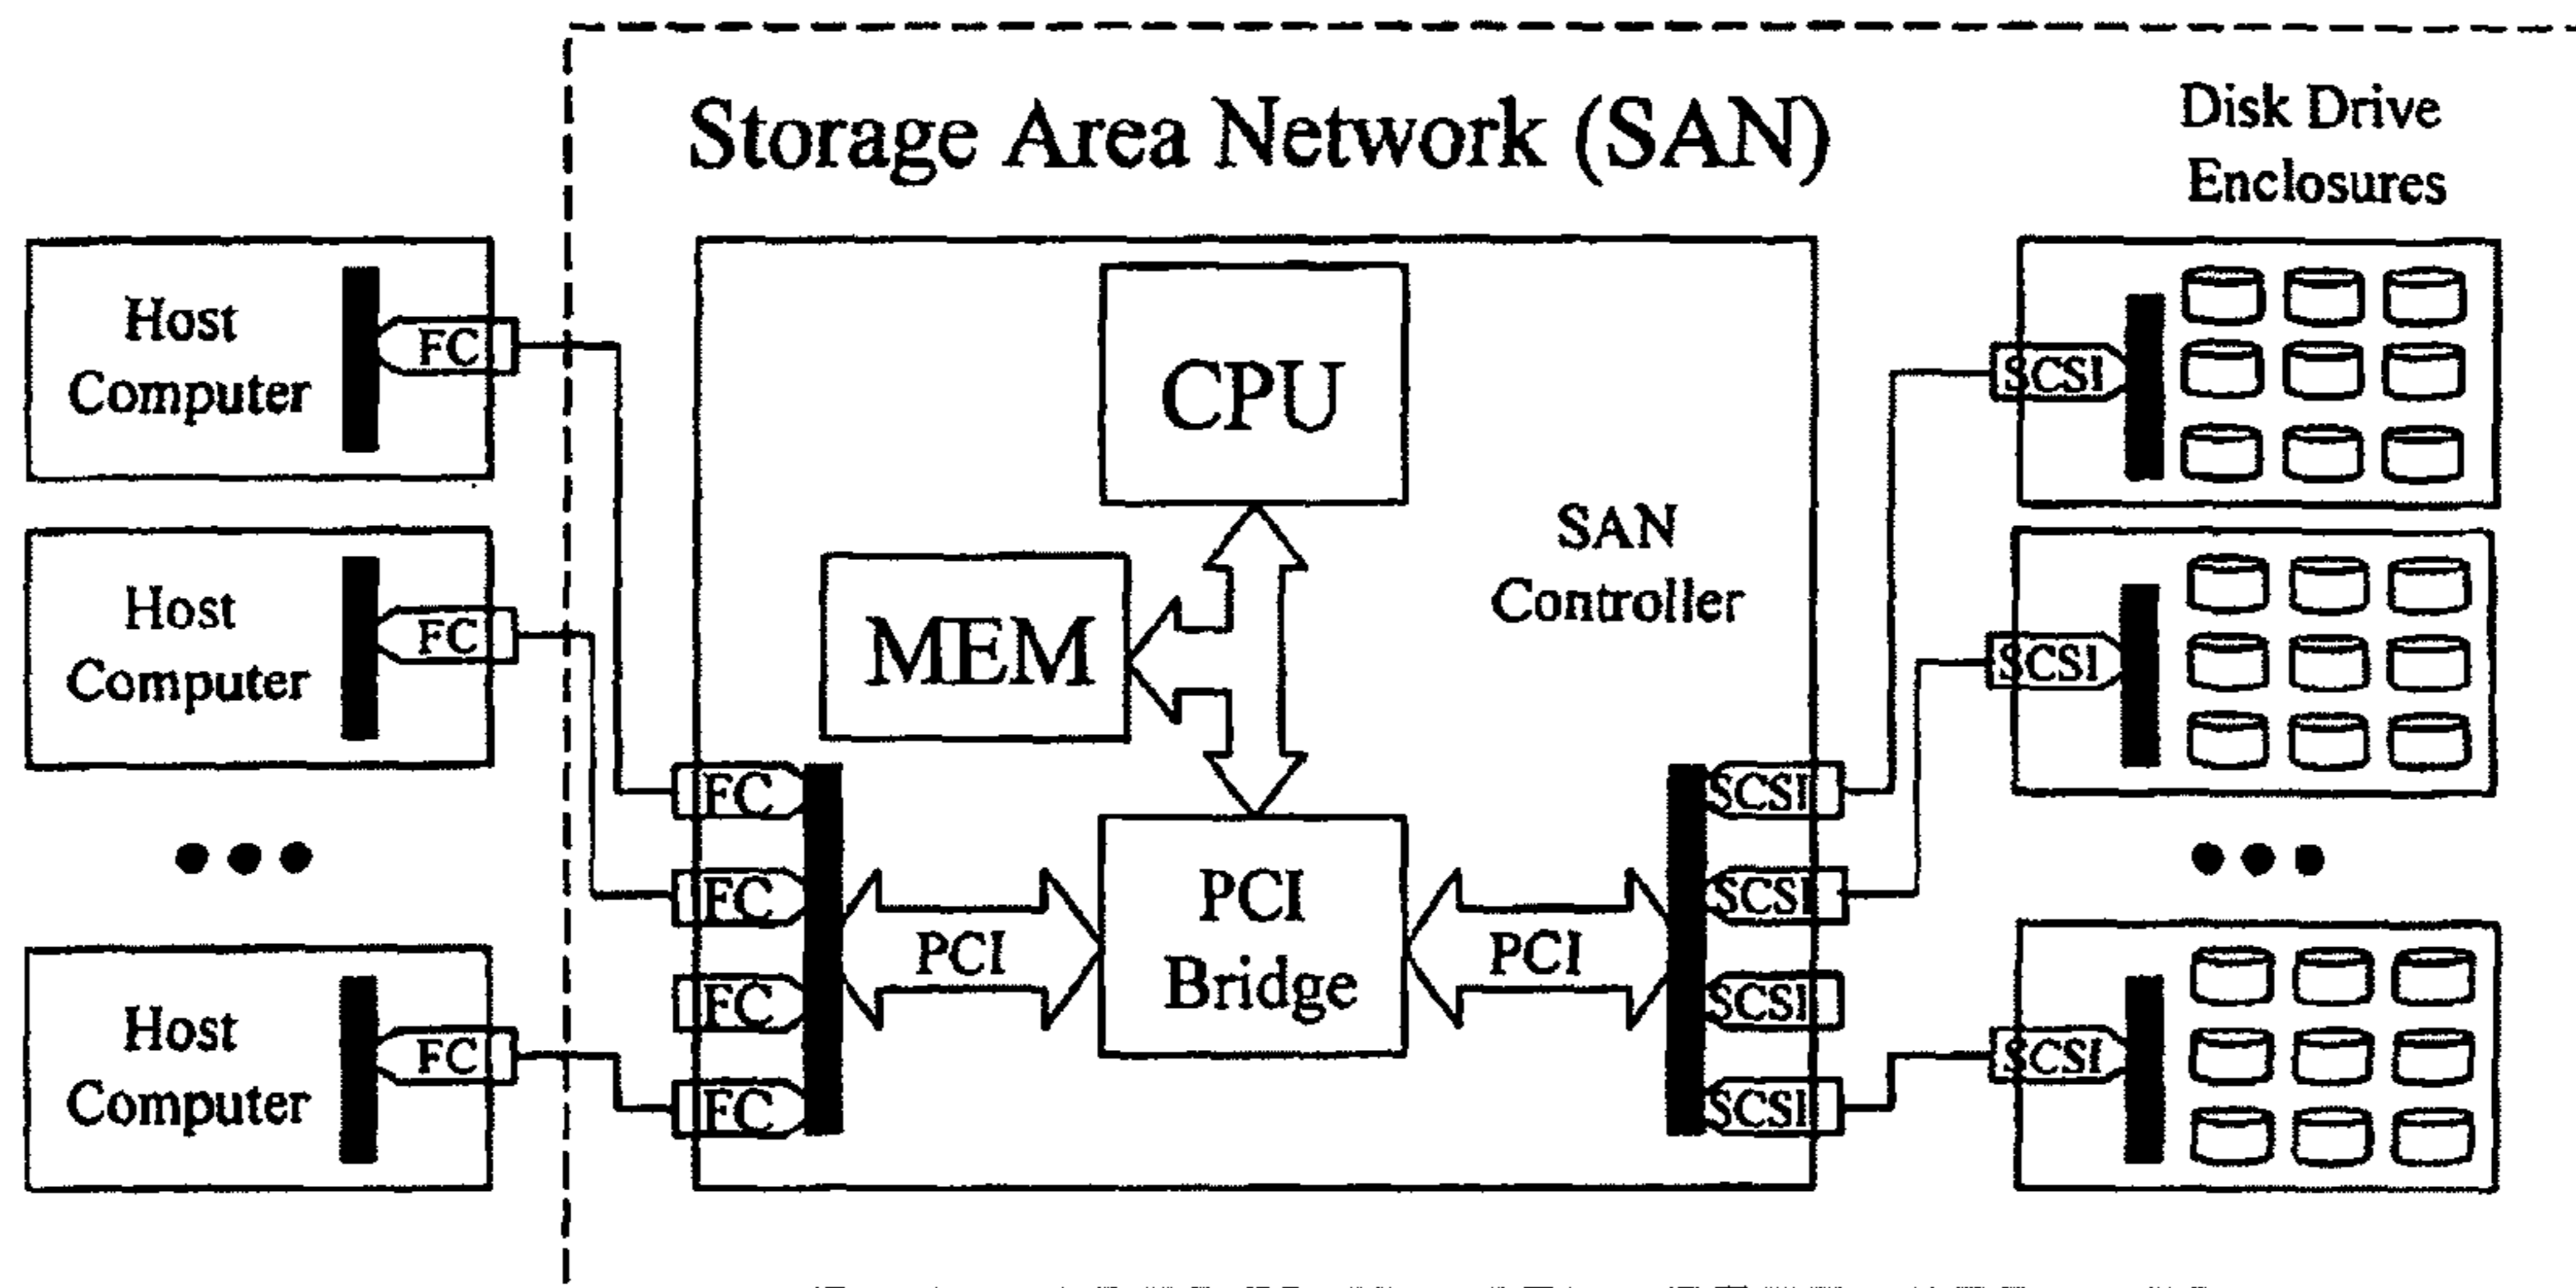 Storage Area Network (SAN)
Disk Drive
Enclosures
Host
Computer
FC
Host
Computer
FC
Host
Computer
FC
CPU
MEM
SAN
Controller
FC
FC
FC
FC
PCI
PCI
Bridge
PCI
SCSI
SCSI
SCSI
SCSI
SCSI
SCSI
SCSI